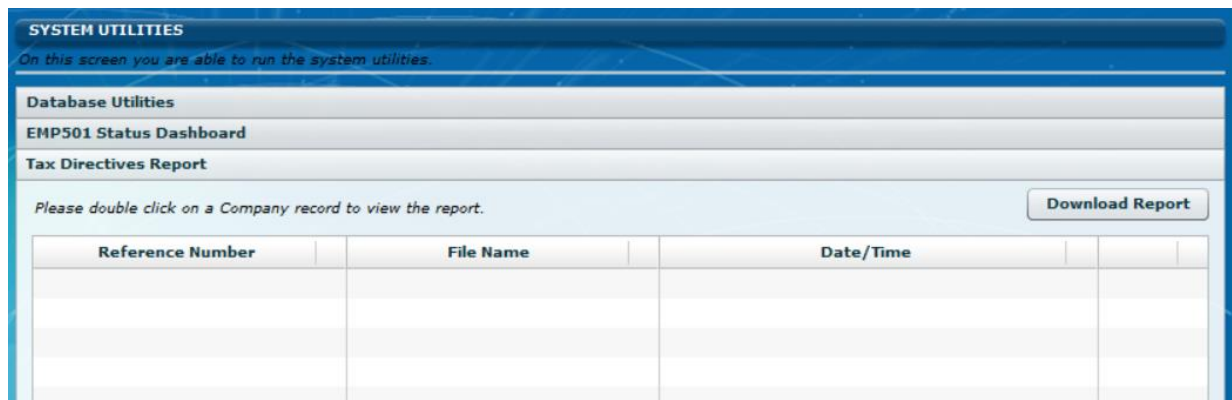 SYSTEM UTILITIES
On this screen you are able to run the system utilities.
Database Utilities
EMP501 Status Dashboard
Tax Directives Report
Please double click on a Company record to view the report.
Download Report
Reference Number File Name Date/Time